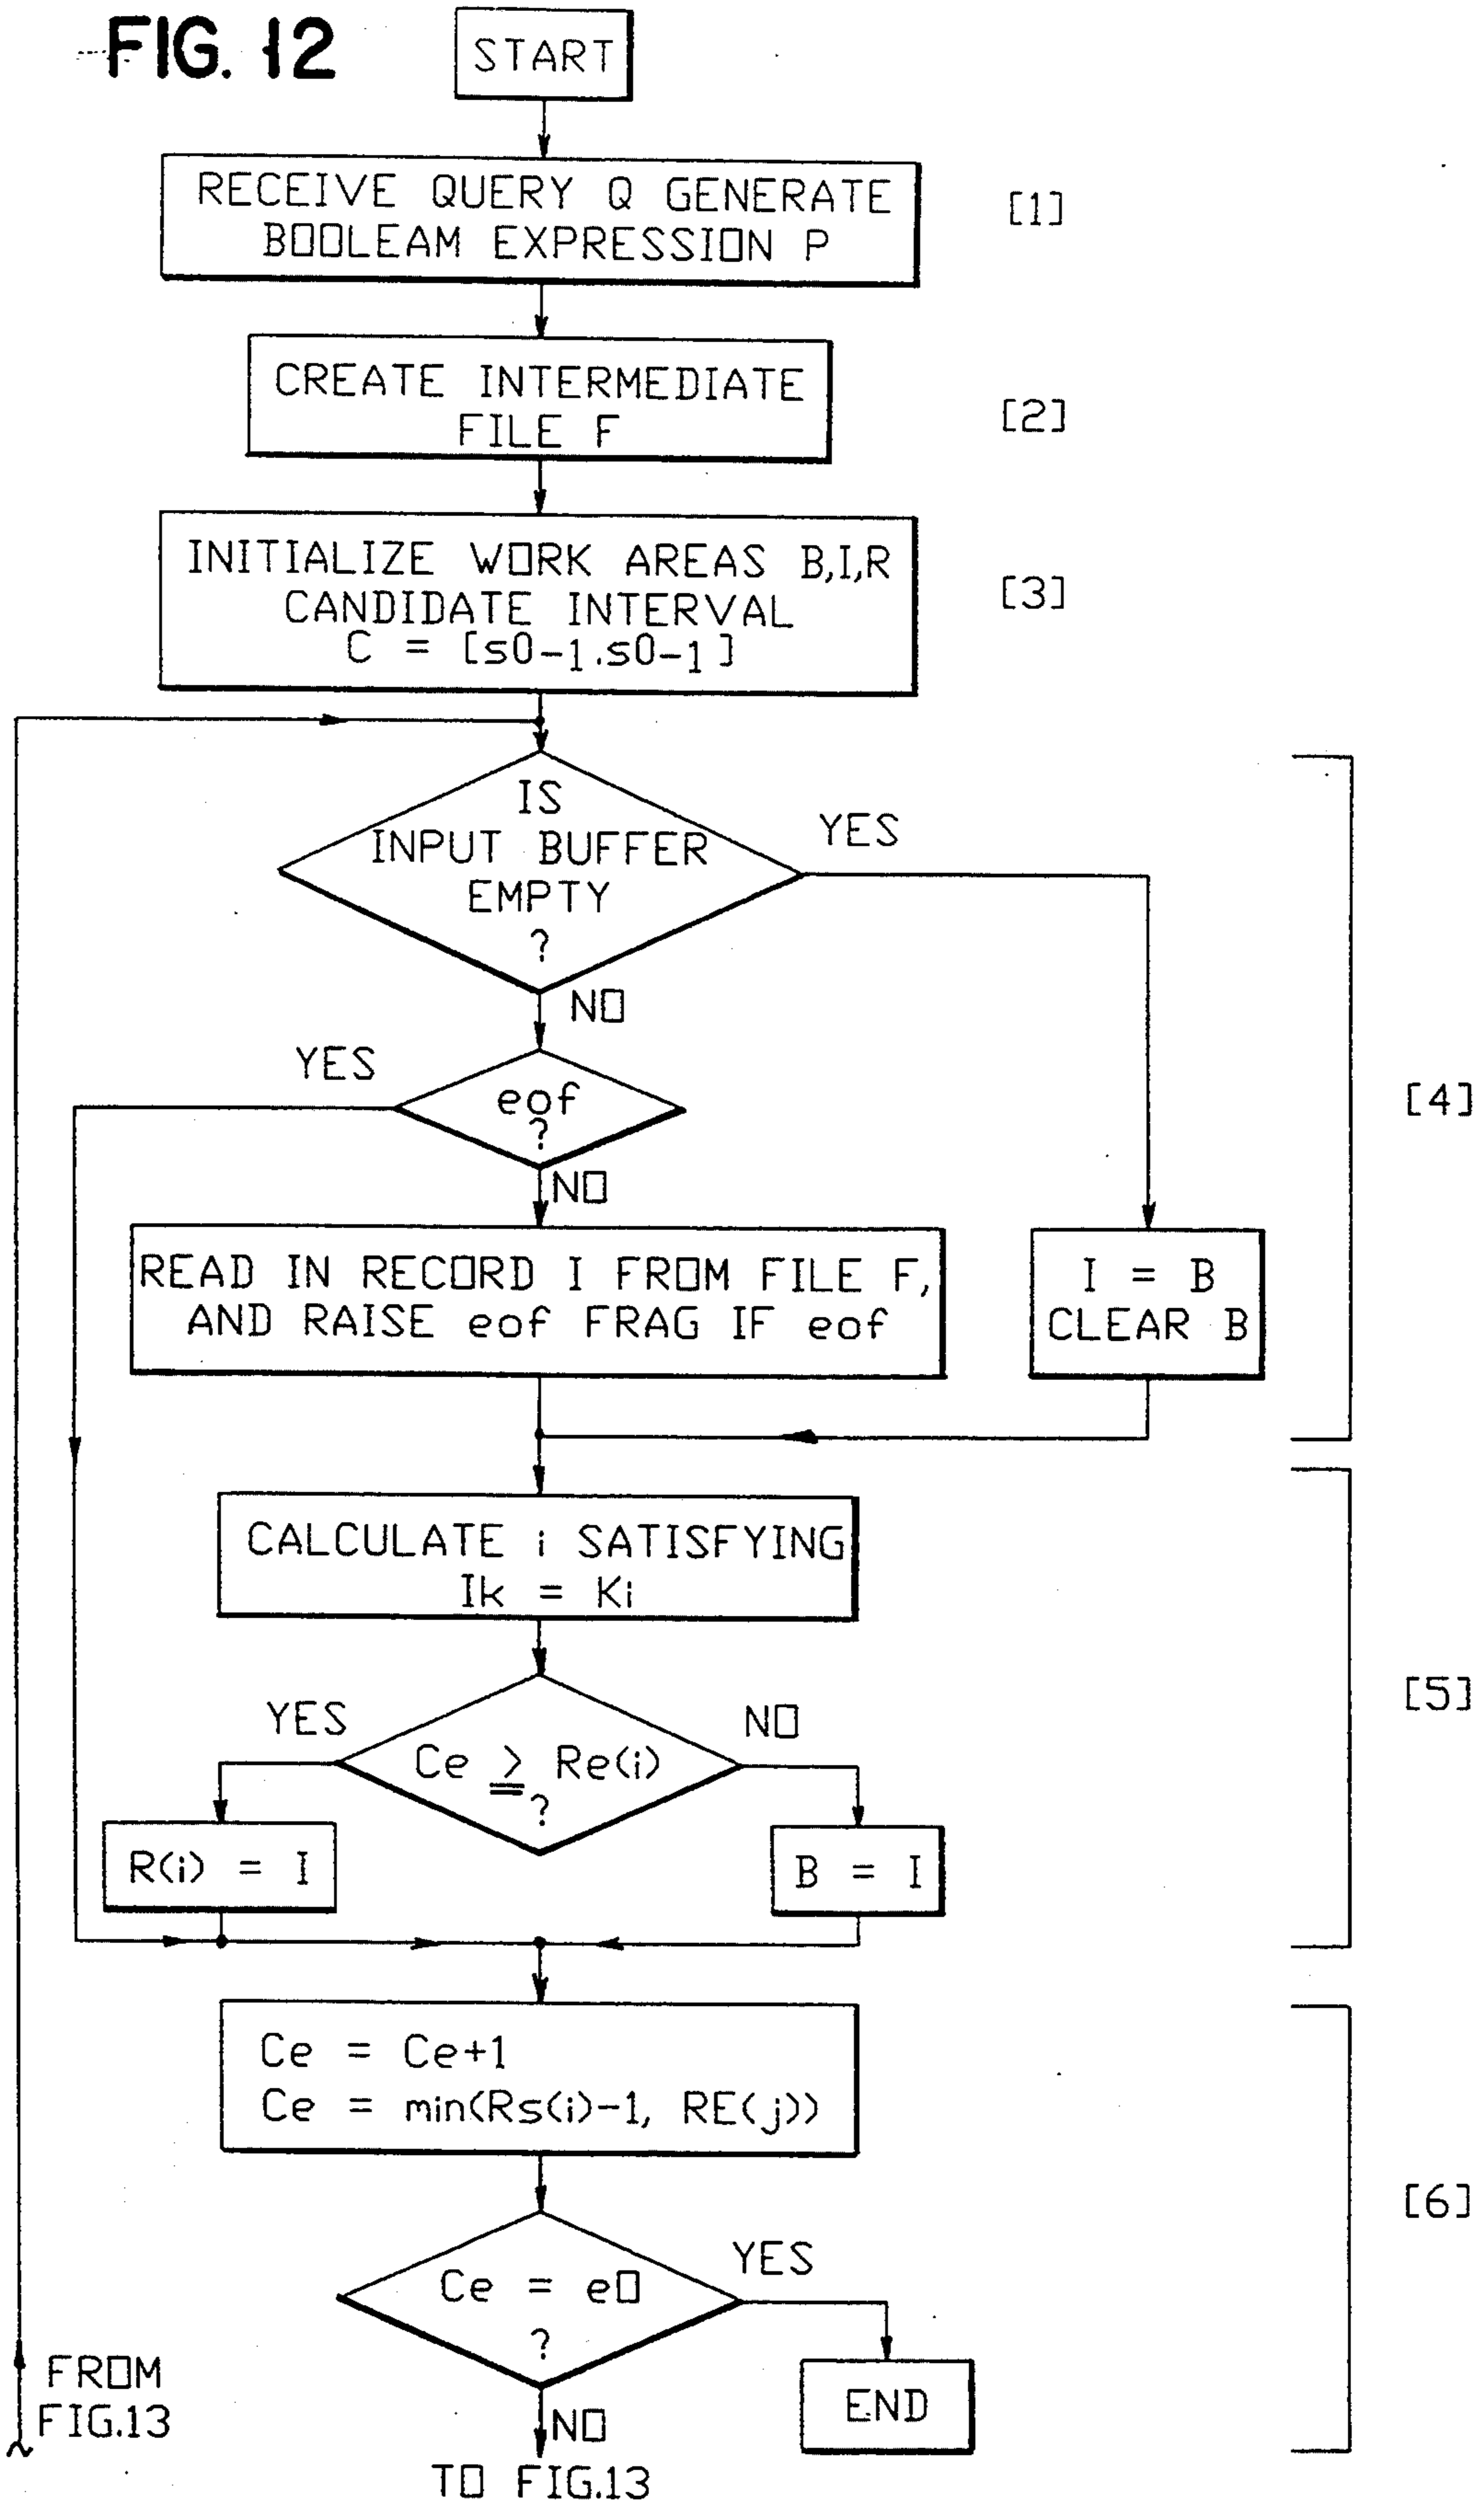 FIG. 12
START
RECEIVE QUERY Q GENERATE
BOOLEAM EXPRESSION P
[1]
CREATE INTERMEDIATE
FILE F
[2]
INITIALIZE WORK AREAS B,I,R
CANDIDATE INTERVAL
C = [s0-1.s0-1]
[3]
IS
INPUT BUFFER
EMPTY
?
YES
NO
YES
eof
?
[4]
NO
READ IN RECORD I FROM FILE F,
AND RAISE eof FRAG IF eof
I = B
CLEAR B
CALCULATE i SATISFYING
Ik = Ki
[5]
YES
NO
Ce ≥ Re(i)
?
R(i) = I
B = I
Ce = Ce+1
Ce = min(Rs(i)-1, RE(j))
[6]
YES
Ce = e0
?
END
FROM
FIG.13
NO
TO FIG.13